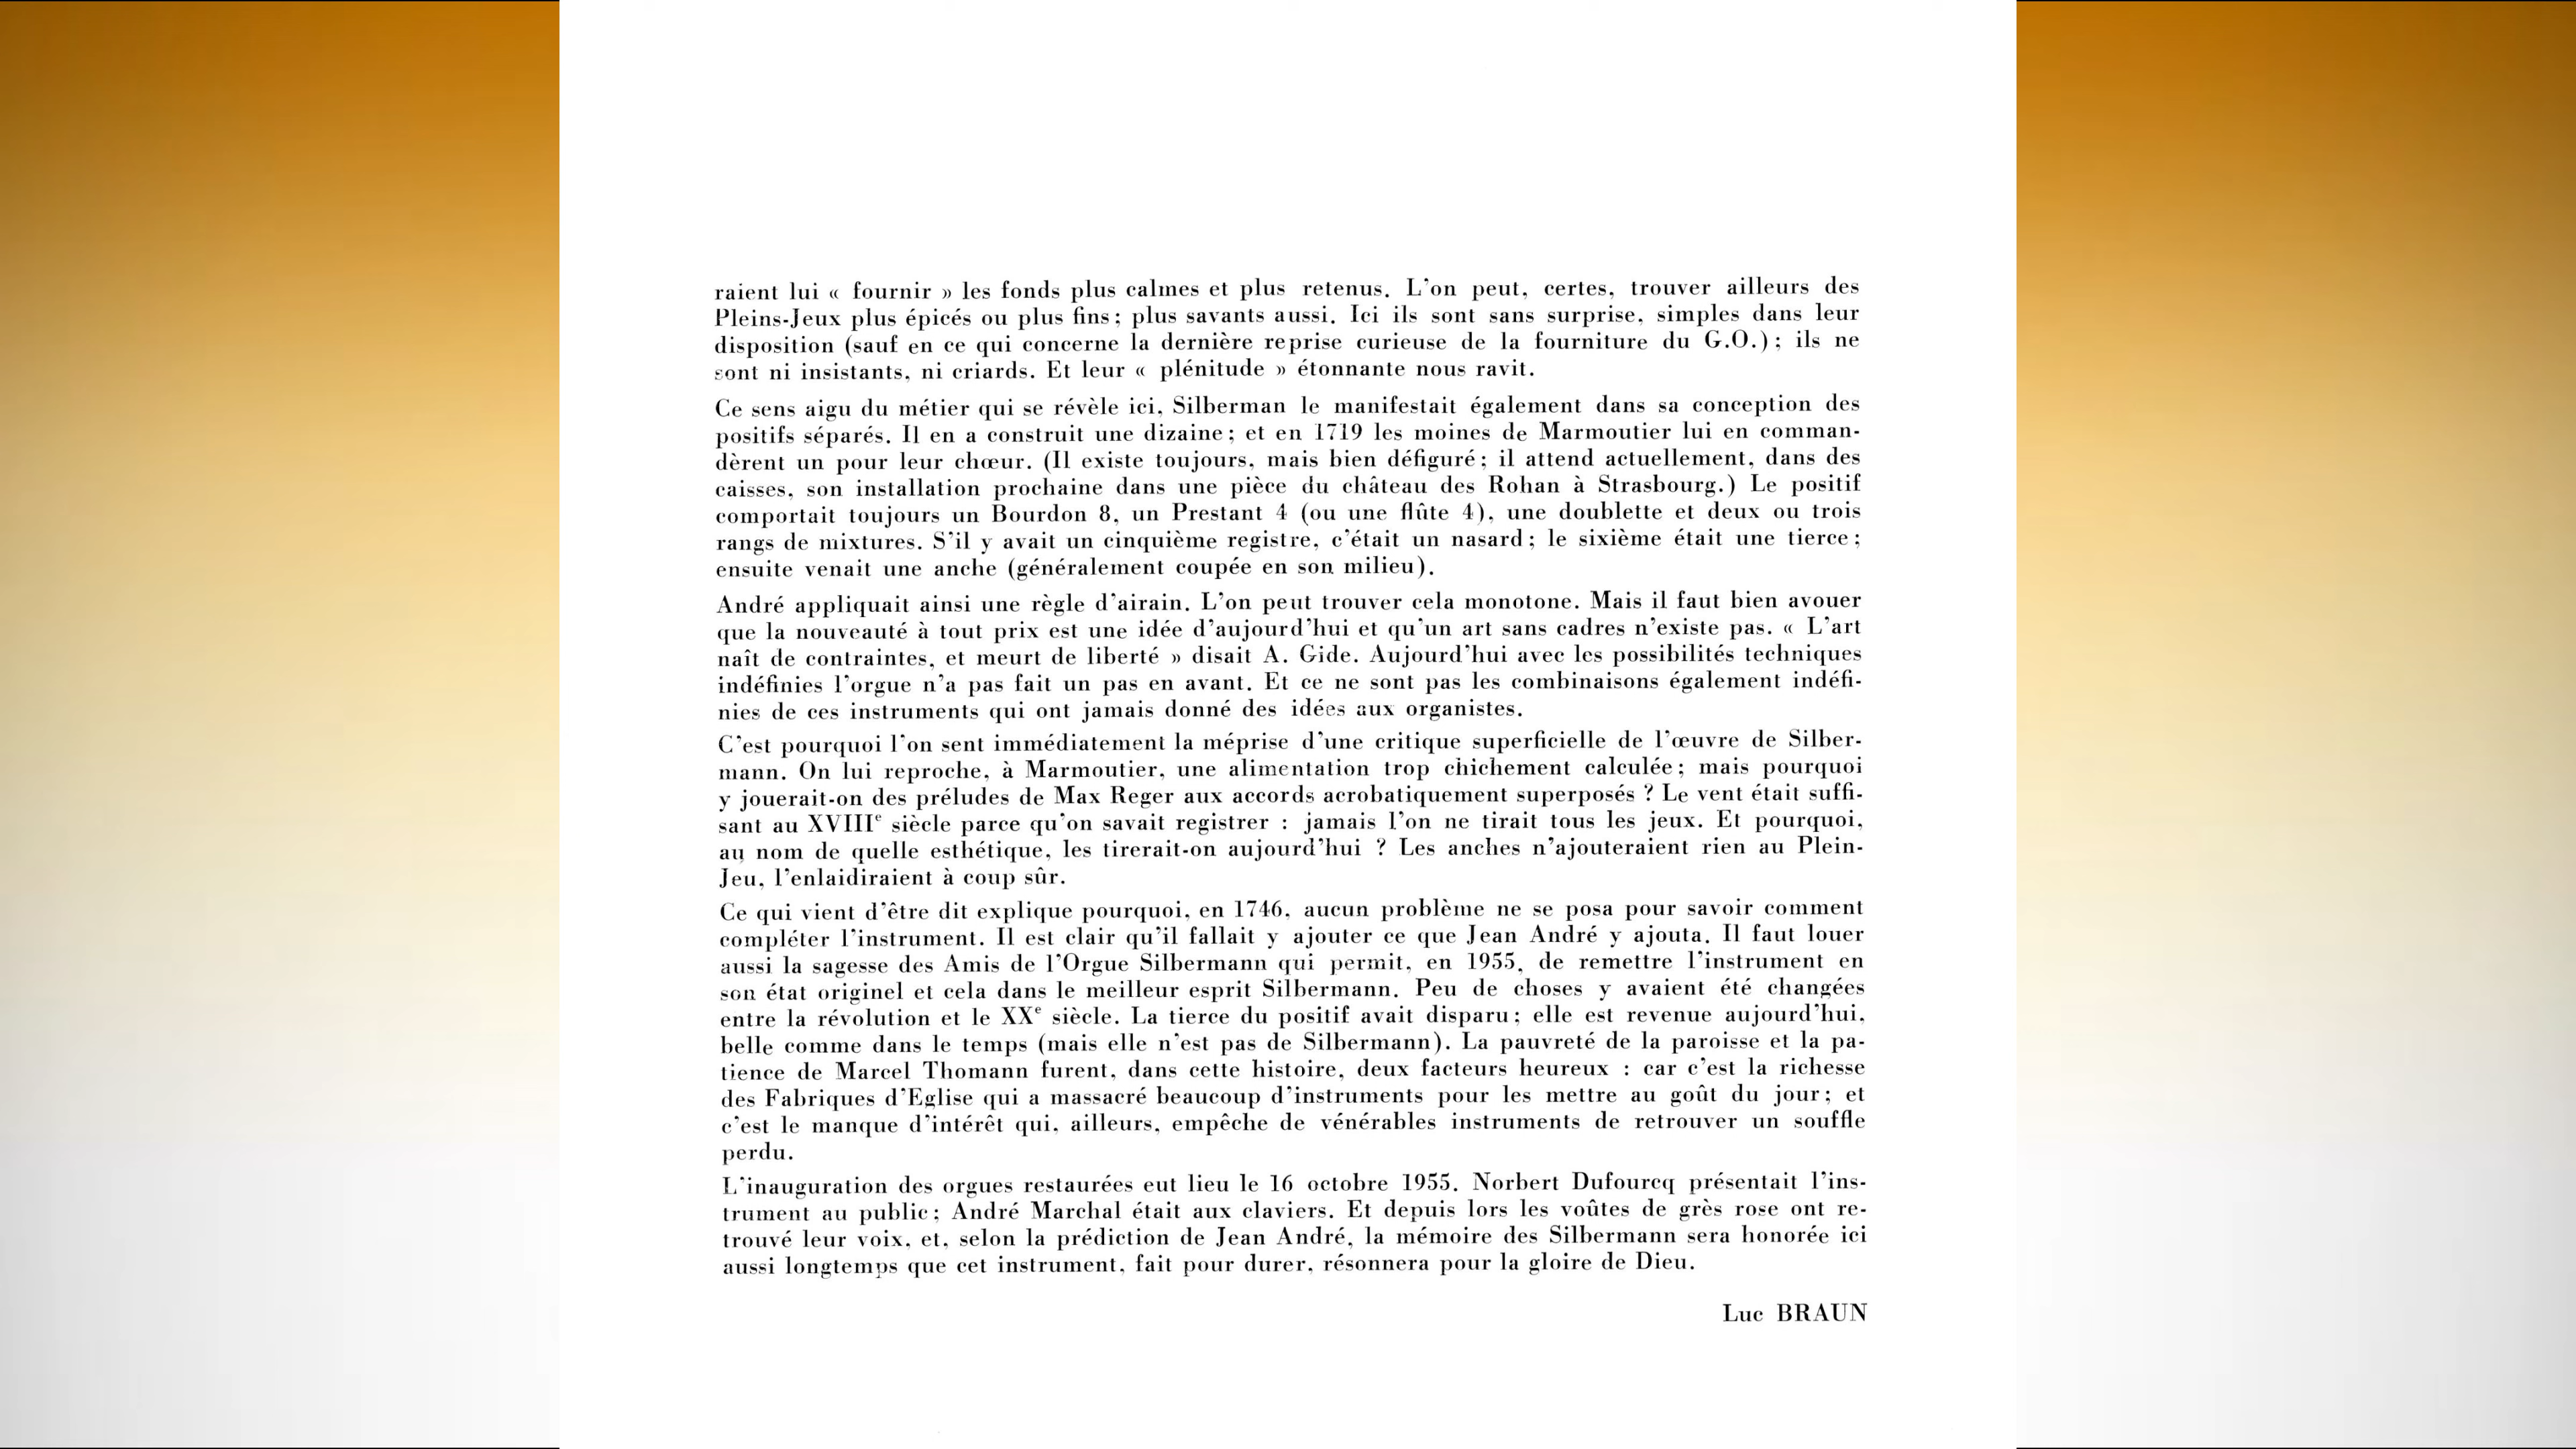 raient lui « fournir » les fonds plus calmes et plus retenus. L'on peut, certes, trouver ailleurs des
Pleins-Jeux plus épicés ou plus fins ; plus savants aussi. Ici ils sont sans surprise, simples dans leur
disposition (sauf en ce qui concerne la dernière reprise curieuse de la fourniture du G.O.) ; ils ne
sont ni insistants, ni criards. Et leur « plénitude » étonnante nous ravit.
Ce sens aigu du métier qui se révèle ici, Silberman le manifestait également dans sa conception des
positifs séparés. Il en a construit une dizaine ; et en 1719 les moines de Marmoutier lui en comman-
dèrent un pour leur chœur. (Il existe toujours, mais bien défiguré ; il attend actuellement, dans des
caisses, son installation prochaine dans une pièce du château des Rohan à Strasbourg.) Le positif
comportait toujours un Bourdon 8, un Prestant 4 (ou une flûte 4), une doublette et deux ou trois
rangs de mixtures. S'il y avait un cinquième registre, c'était un nasard ; le sixième était une tierce ;
ensuite venait une anche (généralement coupée en son milieu).
André appliquait ainsi une règle d'airain. L'on peut trouver cela monotone. Mais il faut bien avouer
que la nouveauté à tout prix est une idée d'aujourd'hui et qu'un art sans cadres n'existe pas. « L'art
naît de contraintes, et meurt de liberté » disait A. Gide. Aujourd'hui avec les possibilités techniques
indéfinies l'orgue n'a pas fait un pas en avant. Et ce ne sont pas les combinaisons également indéfi-
nies de ces instruments qui ont jamais donné des idées aux organistes.
C'est pourquoi l'on sent immédiatement la méprise d'une critique superficielle de l'œuvre de Silber-
mann. On lui reproche, à Marmoutier, une alimentation trop chichement calculée ; mais pourquoi
y jouerait-on des préludes de Max Reger aux accords acrobatiquement superposés ? Le vent était suffi-
sant au XVIIIe siècle parce qu'on savait registrer : jamais l'on ne tirait tous les jeux. Et pourquoi,
au nom de quelle esthétique, les tirerait-on aujourd'hui ? Les anches n'ajouteraient rien au Plein-
Jeu, l'enlaidiraient à coup sûr.
Ce qui vient d'être dit explique pourquoi, en 1746, aucun problème ne se posa pour savoir comment
compléter l'instrument. Il est clair qu'il fallait y ajouter ce que Jean André y ajouta. Il faut louer
aussi la sagesse des Amis de l'Orgue Silbermann qui permit, en 1955, de remettre l'instrument en
son état originel et cela dans le meilleur esprit Silbermann. Peu de choses y avaient été changées
entre la révolution et le XXe siècle. La tierce du positif avait disparu ; elle est revenue aujourd'hui,
belle comme dans le temps (mais elle n'est pas de Silbermann). La pauvreté de la paroisse et la pa-
tience de Marcel Thomann furent, dans cette histoire, deux facteurs heureux : car c'est la richesse
des Fabriques d'Eglise qui a massacré beaucoup d'instruments pour les mettre au goût du jour ; et
c'est le manque d'intérêt qui, ailleurs, empêche de vénérables instruments de retrouver un souffle
perdu.
L'inauguration des orgues restaurées eut lieu le 16 octobre 1955. Norbert Dufourcq présentait l'ins-
trument au public ; André Marchal était aux claviers. Et depuis lors les voûtes de grès rose ont re-
trouvé leur voix, et, selon la prédiction de Jean André, la mémoire des Silbermann sera honorée ici
aussi longtemps que cet instrument, fait pour durer, résonnera pour la gloire de Dieu.
Luc BRAUN